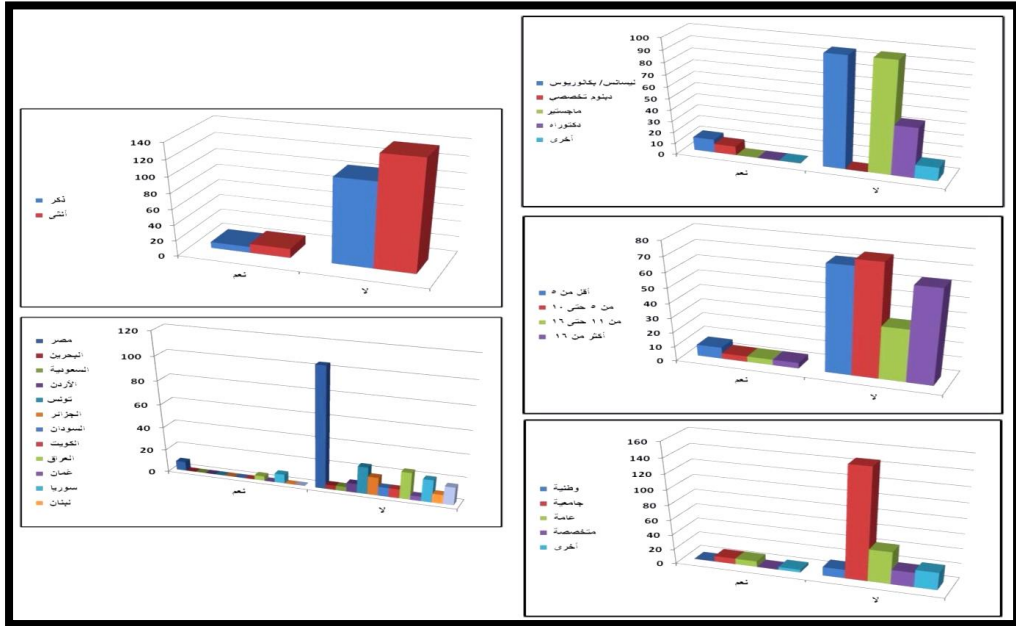 140
120
100
80
60
40
20
0
ذكر
أنثى
نعم
لا
120
100
80
60
40
20
0
مصر
البحرين
السعودية
الأردن
تونس
الجزائر
السودان
الكويت
العراق
عُمان
سوريا
لبنان
نعم
لا
100
90
80
70
60
50
40
30
20
10
0
ليسانس/ بكالوريوس
دبلوم تخصصي
ماجستير
دكتوراه
أخرى
نعم
لا
80
70
60
50
40
30
20
10
0
أقل من ٥
من ٥ حتى ١٠
من ١١ حتى ١٦
أكثر من ١٦
نعم
لا
160
140
120
100
80
60
40
20
0
وطنية
جامعية
عامة
متخصصة
أخرى
نعم
لا